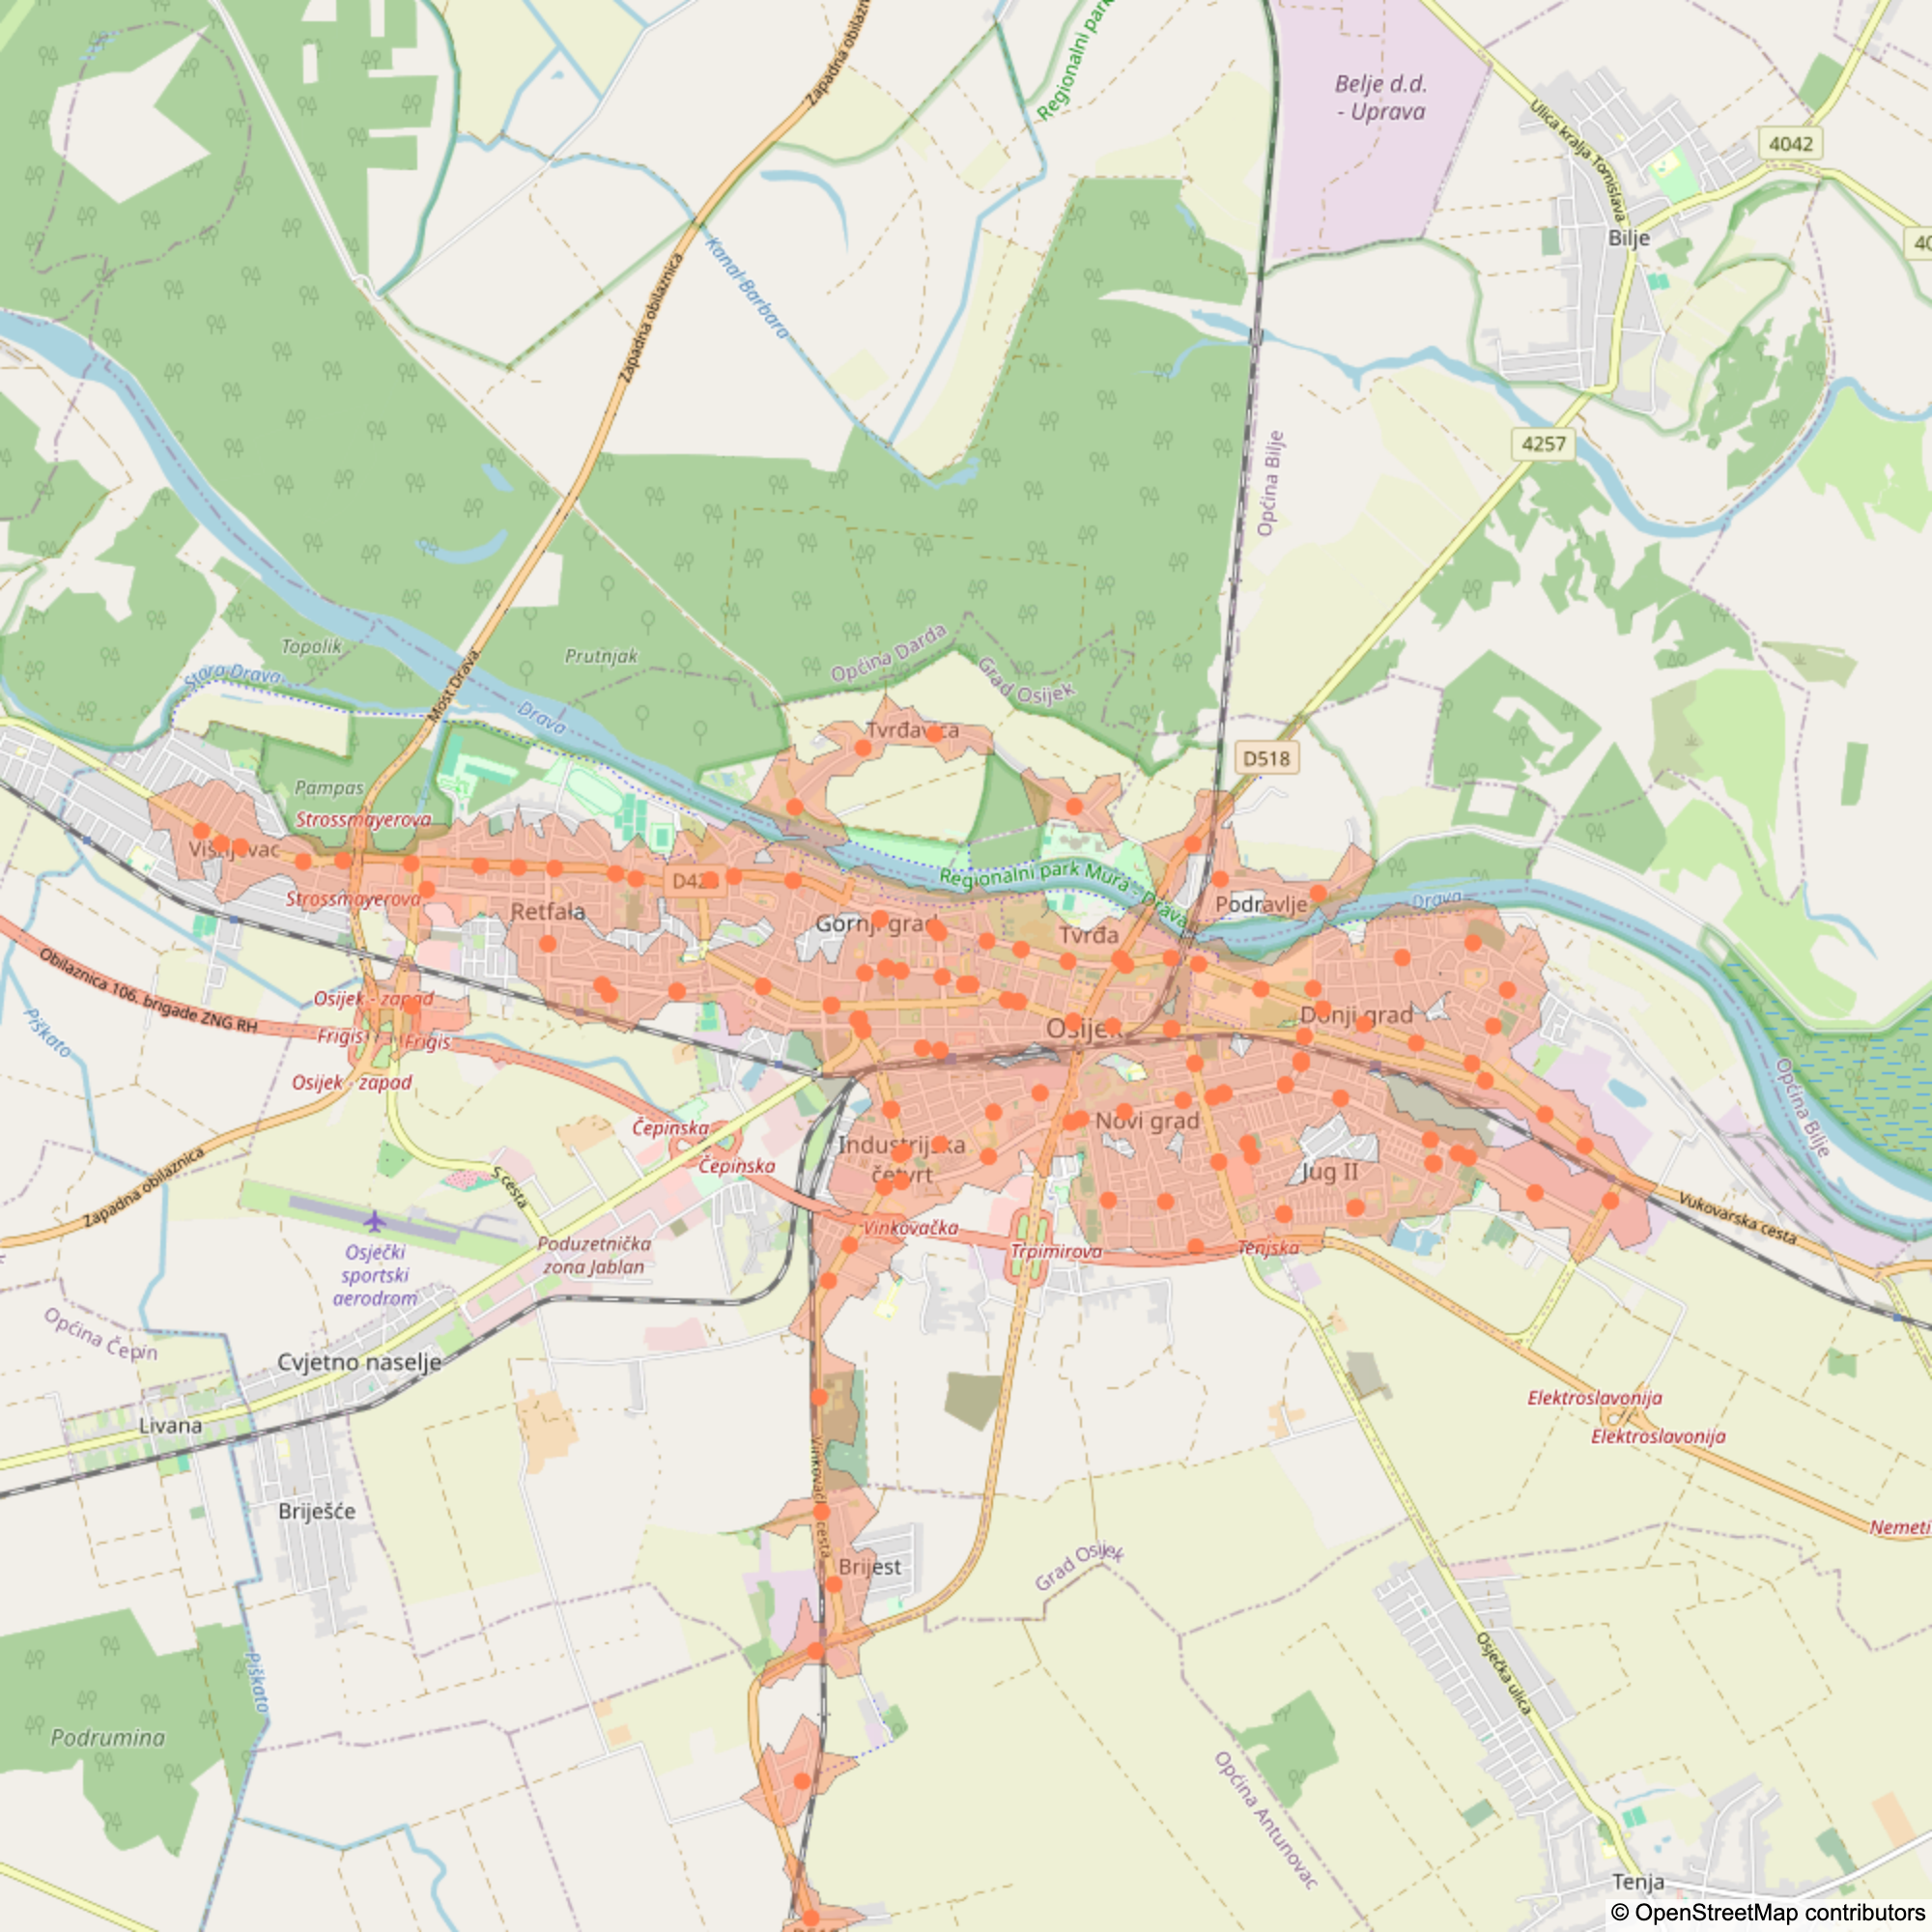 Zapadna obilaznica
Regionalni park
Belje d.d.
- Uprava
Ulica kralja Tomislava
4042
Bilje
Kanal Barbara
Zapadna obilaznica
4257
Općina Bilje
Topolik
Prutnjak
Stara Drava
Most Drava
Drava
Općina Darda
Grad Osijek
Tvrđavica
D518
Pampas
Strossmayerova
Višnjevac
Strossmayerova
Retfala
Gornji grad
Regionalni park Mura - Drava
Tvrđa
Podravlje
Drava
Obilaznica 106. brigade ZNG RH
Osijek - zapad
Frigis
Frigis
Osijek - zapad
Piškato
Osijek
Donji grad
Čepinska
Čepinska
Industrijska
četvrt
Novi grad
Jug II
Općina Bilje
Zapadna obilaznica
S cesta
Vinkovačka
Trpimirova
Tenjska
Vukovarska cesta
Osječki
sportski
aerodrom
Poduzetnička
zona Jablan
Općina Čepin
Cvjetno naselje
Livana
Elektroslavonija
Elektroslavonija
Briješće
cesta
Brijest
Grad Osijek
Piškato
Osječka ulica
Podrumina
Općina Antunovac
Tenja
© OpenStreetMap contributors